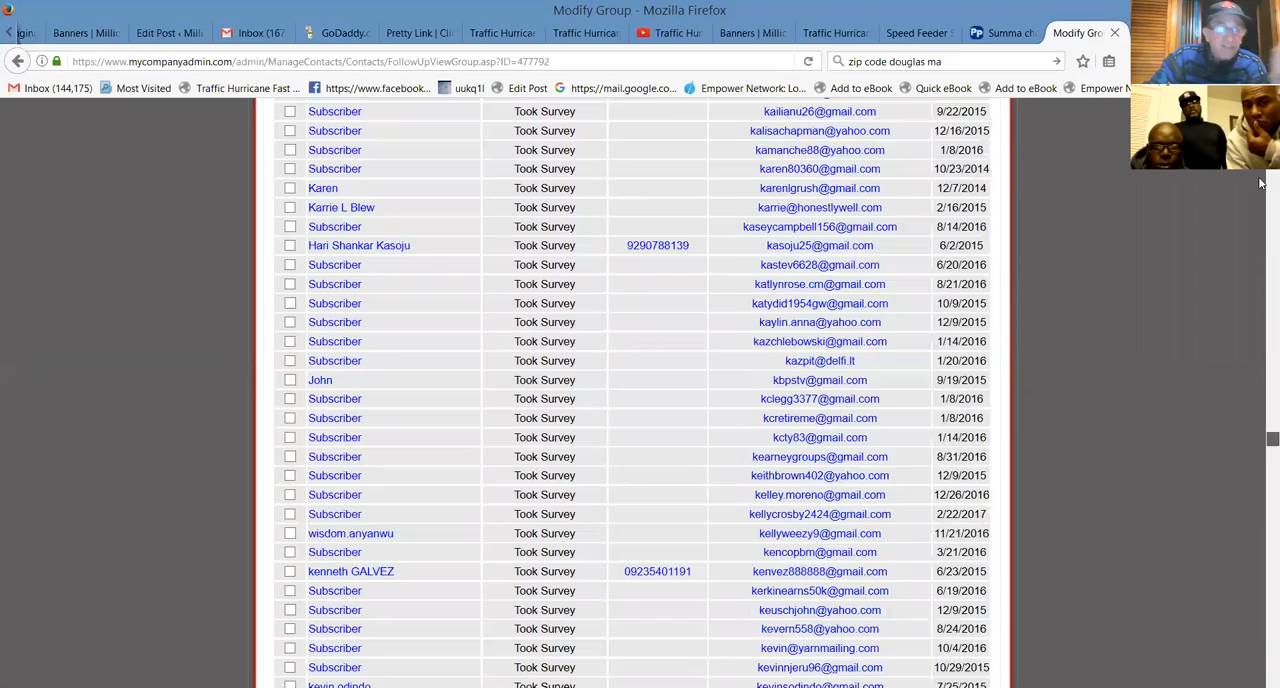 Modify Group - Mozilla Firefox
Banners | Millic Edit Post ‹ Mill Inbox (167 GoDaddy.c Pretty Link | Cli Traffic Hurrica Traffic Hurrica Traffic Hur Banners | Millic Traffic Hurrica Speed Feeder Summa ch Modify Gro
https://www.mycompanyadmin.com/admin/ManageContacts/Contacts/FollowUpViewGroup.asp?ID=477792 zip code douglas ma
Inbox (144,175) Most Visited Traffic Hurricane Fast ... https://www.facebook... uukq1l Edit Post https://mail.google.co... Empower Network: Lo... Add to eBook Quick eBook Add to eBook Empower N
Subscriber Took Survey kailianu26@gmail.com 9/22/2015
Subscriber Took Survey kalisachapman@yahoo.com 12/16/2015
Subscriber Took Survey kamanche88@yahoo.com 1/8/2016
Subscriber Took Survey karen80360@gmail.com 10/23/2014
Karen Took Survey karenlgrush@gmail.com 12/7/2014
Karrie L Blew Took Survey karrie@honestlywell.com 2/16/2015
Subscriber Took Survey kaseycampbell156@gmail.com 8/14/2016
Hari Shankar Kasoju Took Survey 9290788139 kasoju25@gmail.com 6/2/2015
Subscriber Took Survey kastev6628@gmail.com 6/20/2016
Subscriber Took Survey katlynrose.cm@gmail.com 8/21/2016
Subscriber Took Survey katydid1954gw@gmail.com 10/9/2015
Subscriber Took Survey kaylin.anna@yahoo.com 12/9/2015
Subscriber Took Survey kazchlebowski@gmail.com 1/14/2016
Subscriber Took Survey kazpit@delfi.lt 1/20/2016
John Took Survey kbpstv@gmail.com 9/19/2015
Subscriber Took Survey kclegg3377@gmail.com 1/8/2016
Subscriber Took Survey kcretireme@gmail.com 1/8/2016
Subscriber Took Survey kcty83@gmail.com 1/14/2016
Subscriber Took Survey kearneygroups@gmail.com 8/31/2016
Subscriber Took Survey keithbrown402@yahoo.com 12/9/2015
Subscriber Took Survey kelley.moreno@gmail.com 12/26/2016
Subscriber Took Survey kellycrosby2424@gmail.com 2/22/2017
wisdom.anyanwu Took Survey kellyweezy9@gmail.com 11/21/2016
Subscriber Took Survey kencopbm@gmail.com 3/21/2016
kenneth GALVEZ Took Survey 09235401191 kenvez888888@gmail.com 6/23/2015
Subscriber Took Survey kerkinearns50k@gmail.com 6/19/2016
Subscriber Took Survey keuschjohn@yahoo.com 12/9/2015
Subscriber Took Survey kevern558@yahoo.com 8/24/2016
Subscriber Took Survey kevin@yarnmailing.com 10/4/2016
Subscriber Took Survey kevinnjeru96@gmail.com 10/29/2015
kevin odindo Took Survey kevinsodindo@gmail.com 7/25/2015